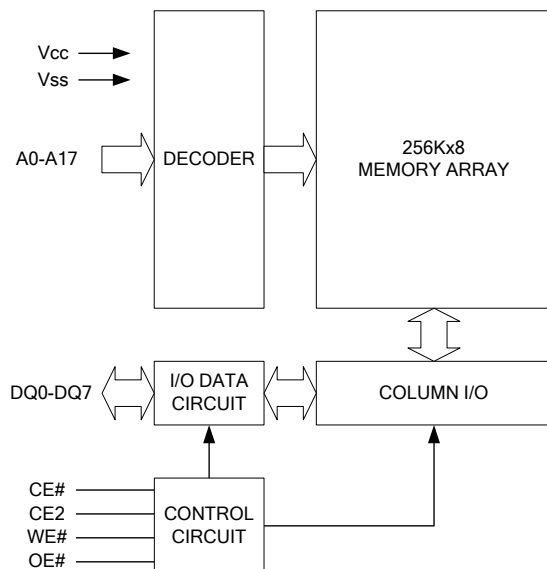 Vcc
Vss
A0-A17
DECODER
256Kx8
MEMORY ARRAY
DQ0-DQ7
I/O DATA
CIRCUIT
COLUMN I/O
CE#
CE2
WE#
OE#
CONTROL
CIRCUIT